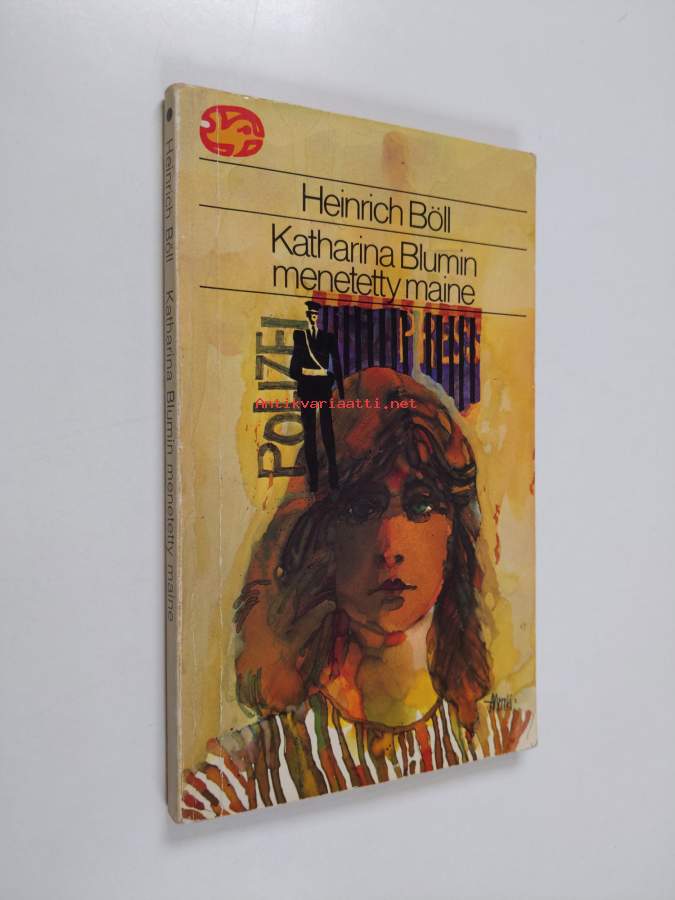 Heinrich Böll
Katharina Blumin
menetetty maine
POLIZEI
Antikvariaatti.net
Heinrich Böll Katharina Blumin menetetty maine